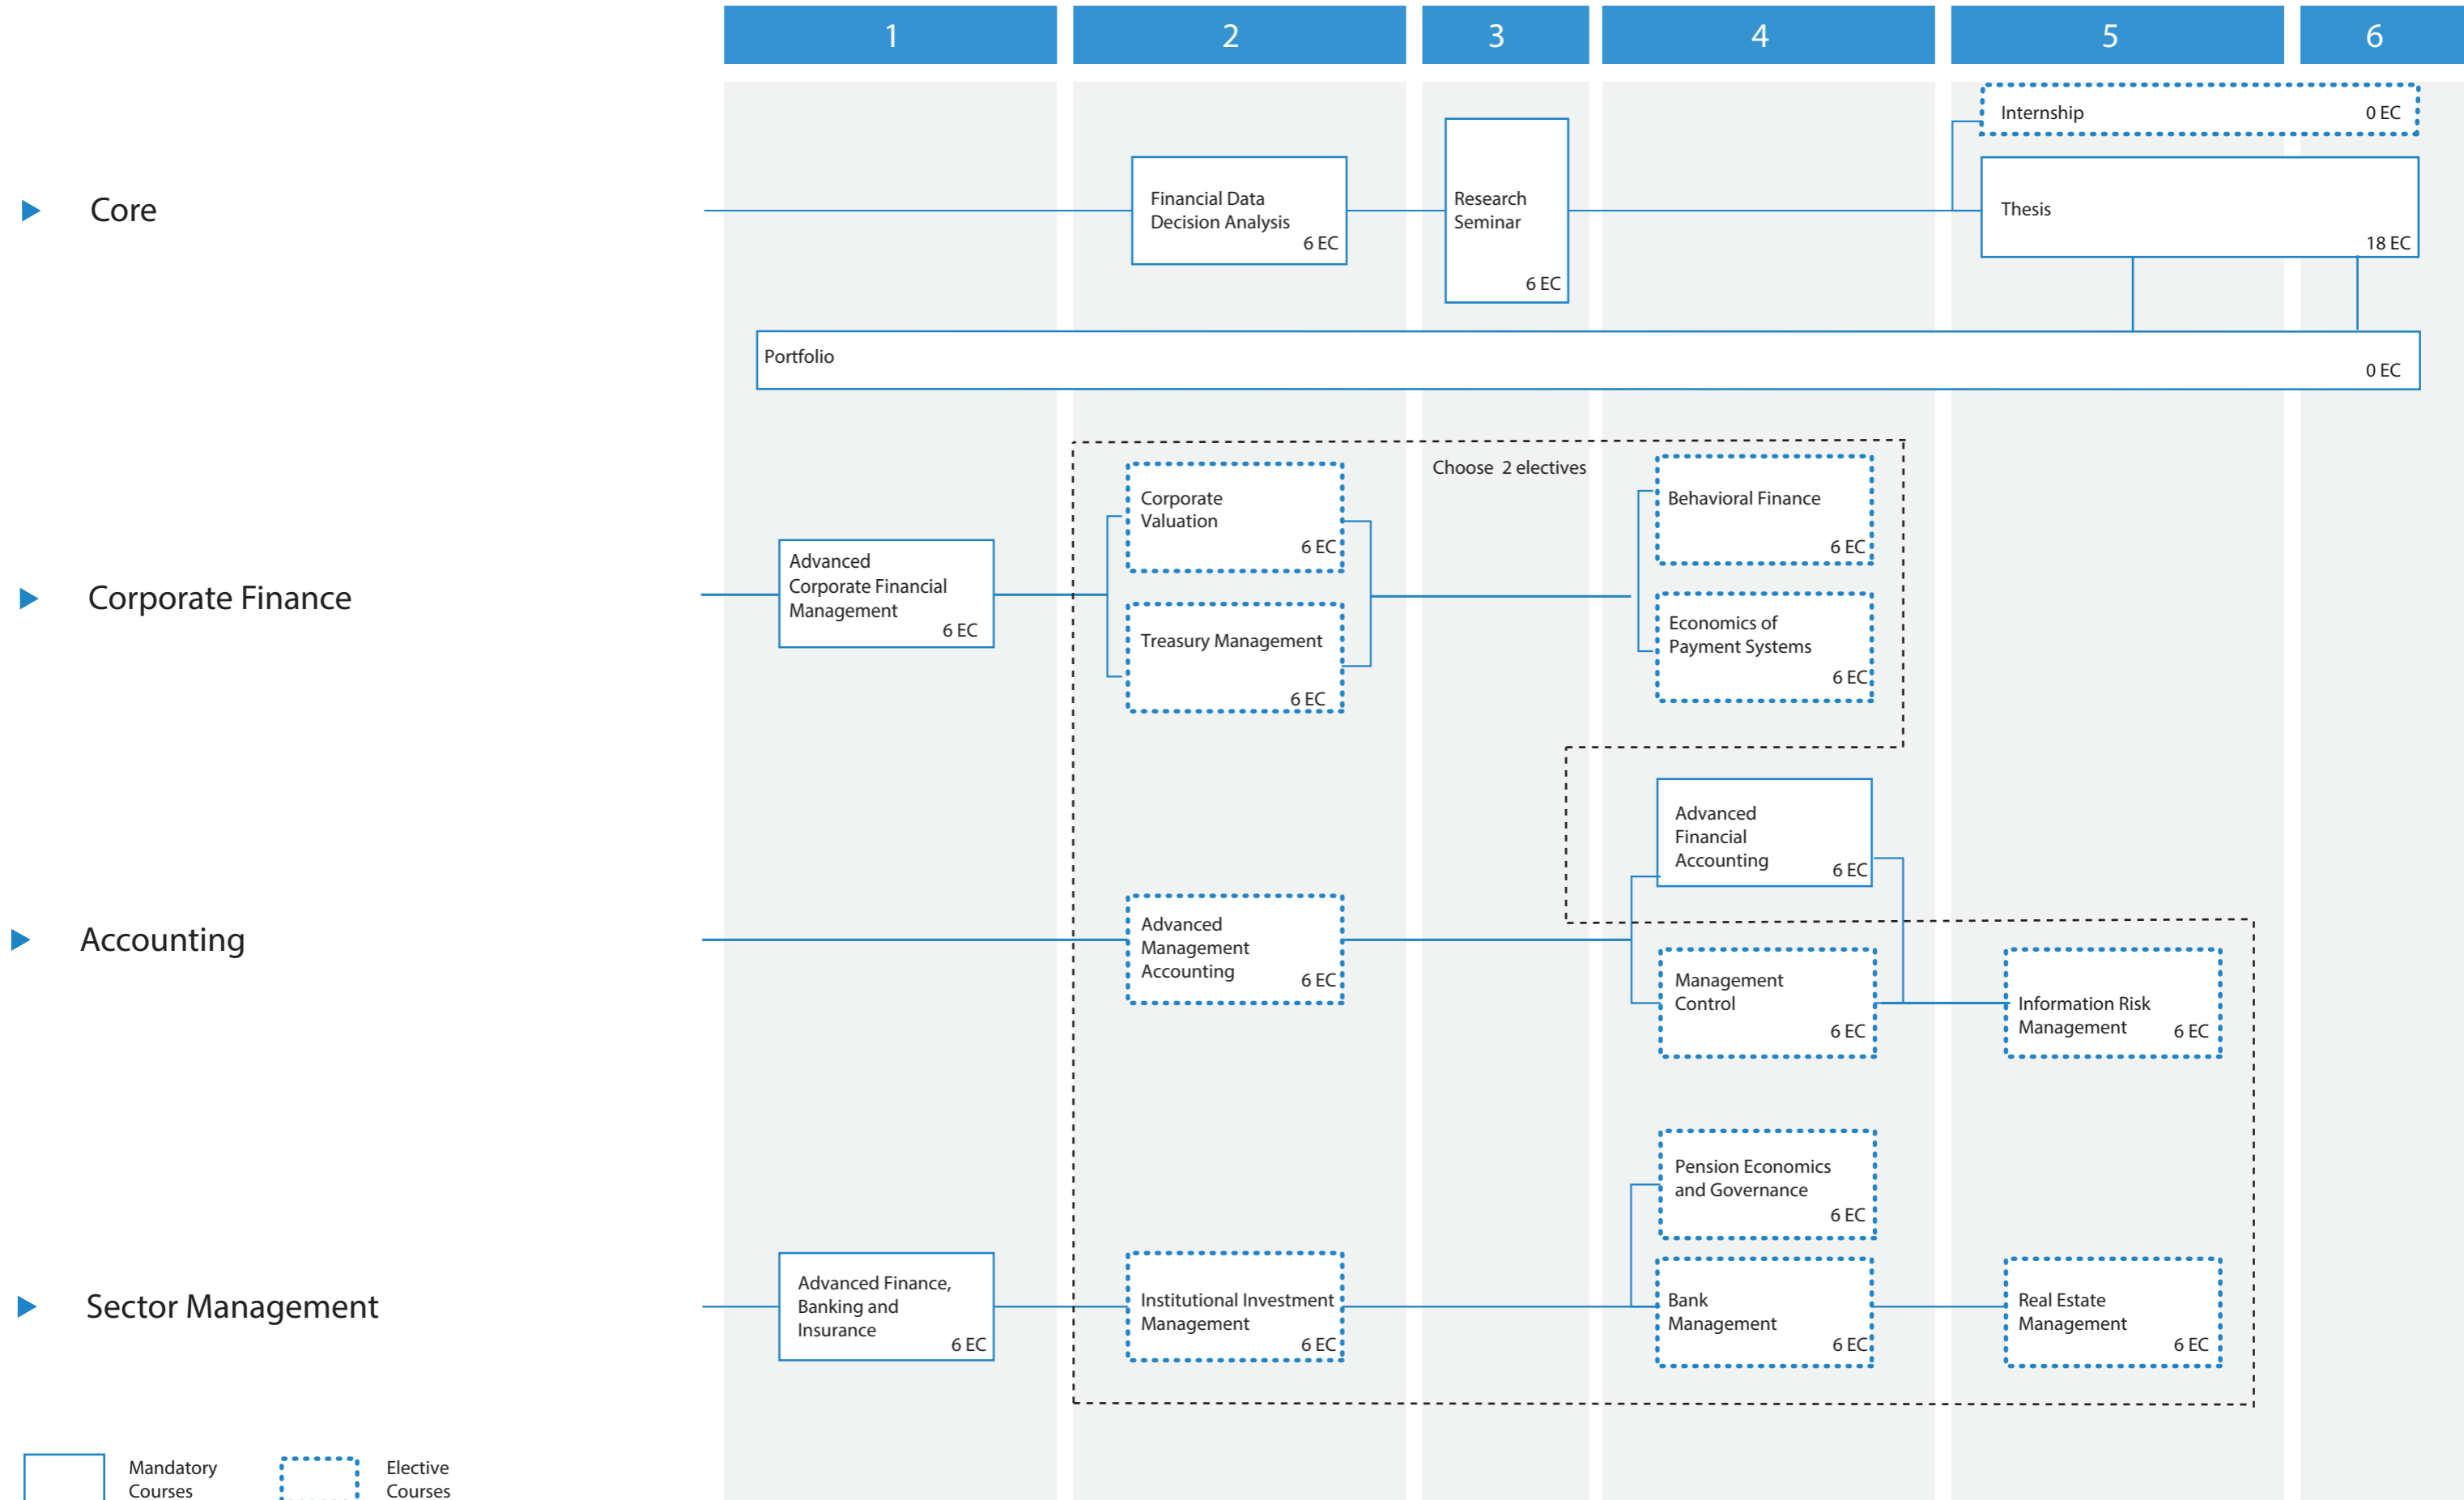 1
2
3
4
5
6
Core
Financial Data
Decision Analysis
6 EC
Research
Seminar
6 EC
Internship
0 EC
Thesis
18 EC
Portfolio
0 EC
Choose 2 electives
Corporate Finance
Advanced
Corporate Financial
Management
6 EC
Corporate
Valuation
6 EC
Treasury Management
6 EC
Behavioral Finance
6 EC
Economics of
Payment Systems
6 EC
Accounting
Advanced
Management
Accounting
6 EC
Advanced
Financial
Accounting
6 EC
Management
Control
6 EC
Information Risk
Management
6 EC
Sector Management
Advanced Finance,
Banking and
Insurance
6 EC
Institutional Investment
Management
6 EC
Pension Economics
and Governance
6 EC
Bank
Management
6 EC
Real Estate
Management
6 EC
Mandatory
Courses
Elective
Courses